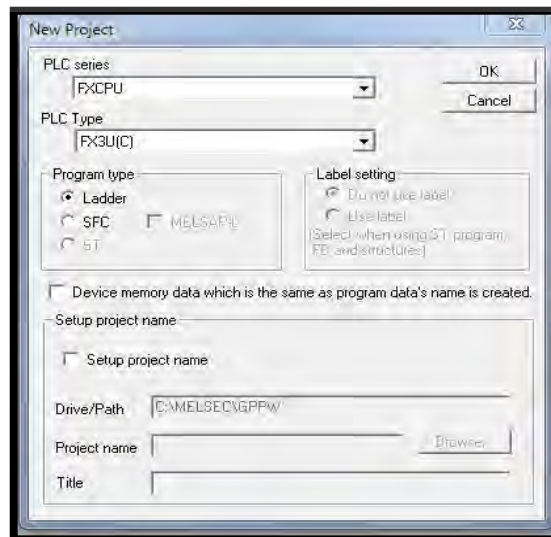 New Project
PLC series
FXCPU
OK
Cancel
PLC Type
FX3U(C)
Program type
Ladder
SFC
MELSAP-L
ST
Label setting
Do not use label
Use label
(Select when using ST program,
FB and structures)
Device memory data which is the same as program data's name is created.
Setup project name
Setup project name
Drive/Path
C:\MELSEC\GPPW
Project name
Browse...
Title